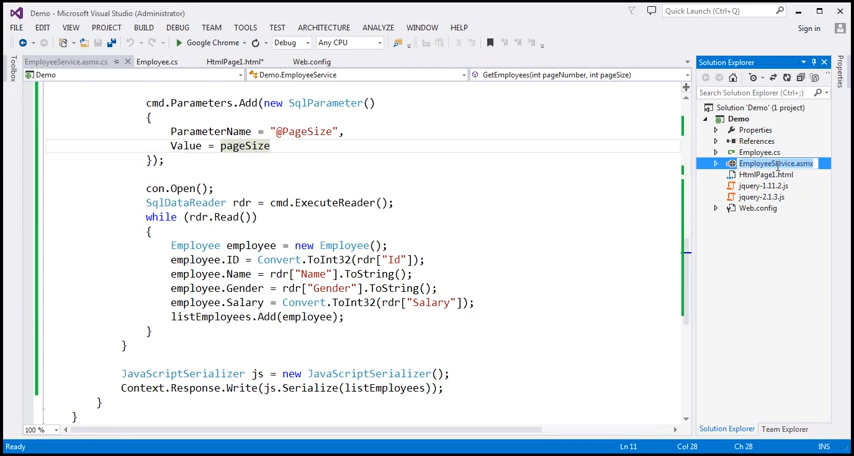 Demo - Microsoft Visual Studio (Administrator)
Quick Launch (Ctrl+Q)
FILE EDIT VIEW PROJECT BUILD DEBUG TEAM TOOLS TEST ARCHITECTURE ANALYZE WINDOW HELP
Sign in
Google Chrome Debug Any CPU
EmployeeService.asmx.cs Employee.cs HtmlPage1.html* Web.config
Toolbox
Demo Demo.EmployeeService GetEmployees(int pageNumber, int pageSize)
cmd.Parameters.Add(new SqlParameter()
{
ParameterName = "@PageSize",
Value = pageSize
});
con.Open();
SqlDataReader rdr = cmd.ExecuteReader();
while (rdr.Read())
{
Employee employee = new Employee();
employee.ID = Convert.ToInt32(rdr["Id"]);
employee.Name = rdr["Name"].ToString();
employee.Gender = rdr["Gender"].ToString();
employee.Salary = Convert.ToInt32(rdr["Salary"]);
listEmployees.Add(employee);
}
}
JavaScriptSerializer js = new JavaScriptSerializer();
Context.Response.Write(js.Serialize(listEmployees));
}
}
100 %
Solution Explorer
Search Solution Explorer (Ctrl+;)
Solution 'Demo' (1 project)
Demo
Properties
References
Employee.cs
EmployeeService.asmx
HtmlPage1.html
jquery-1.11.2.js
jquery-2.1.3.js
Web.config
Solution Explorer Team Explorer
Properties
Ready Ln 11 Col 28 Ch 28 INS